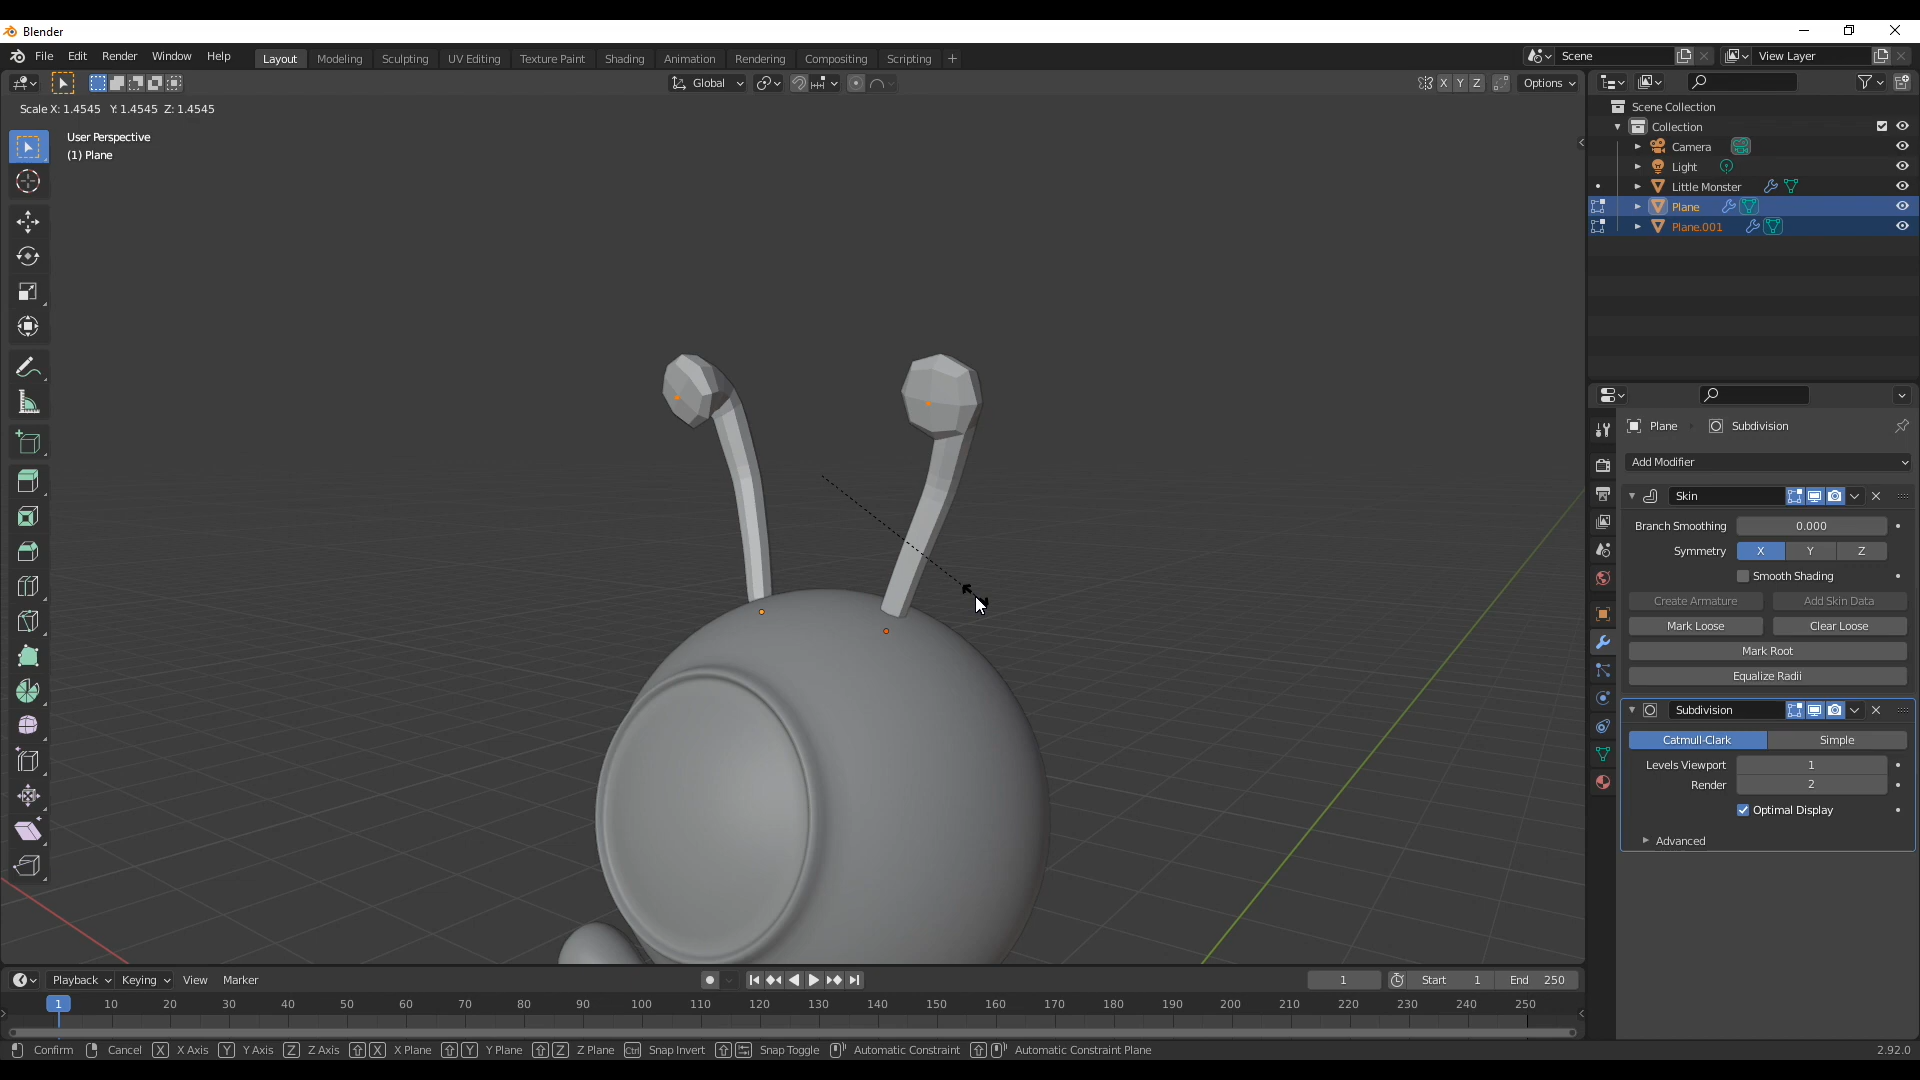 Blender
File Edit Render Window Help Layout Modeling Sculpting UV Editing Texture Paint Shading Animation Rendering Compositing Scripting + Scene View Layer
Global X Y Z Options
Scale X: 1.4545 Y: 1.4545 Z: 1.4545
User Perspective
(1) Plane
Scene Collection
Collection
Camera
Light
Little Monster
Plane
Plane.001
Plane Subdivision
Add Modifier
Skin
Branch Smoothing 0.000
Symmetry X Y Z
Smooth Shading
Create Armature Add Skin Data
Mark Loose Clear Loose
Mark Root
Equalize Radii
Subdivision
Catmull-Clark Simple
Levels Viewport 1
Render 2
Optimal Display
Advanced
Playback Keying View Marker 1 Start 1 End 250
1 10 20 30 40 50 60 70 80 90 100 110 120 130 140 150 160 170 180 190 200 210 220 230 240 250
Confirm Cancel X X Axis Y Y Axis Z Z Axis X X Plane Y Y Plane Z Z Plane Ctrl Snap Invert Snap Toggle Automatic Constraint Automatic Constraint Plane 2.92.0